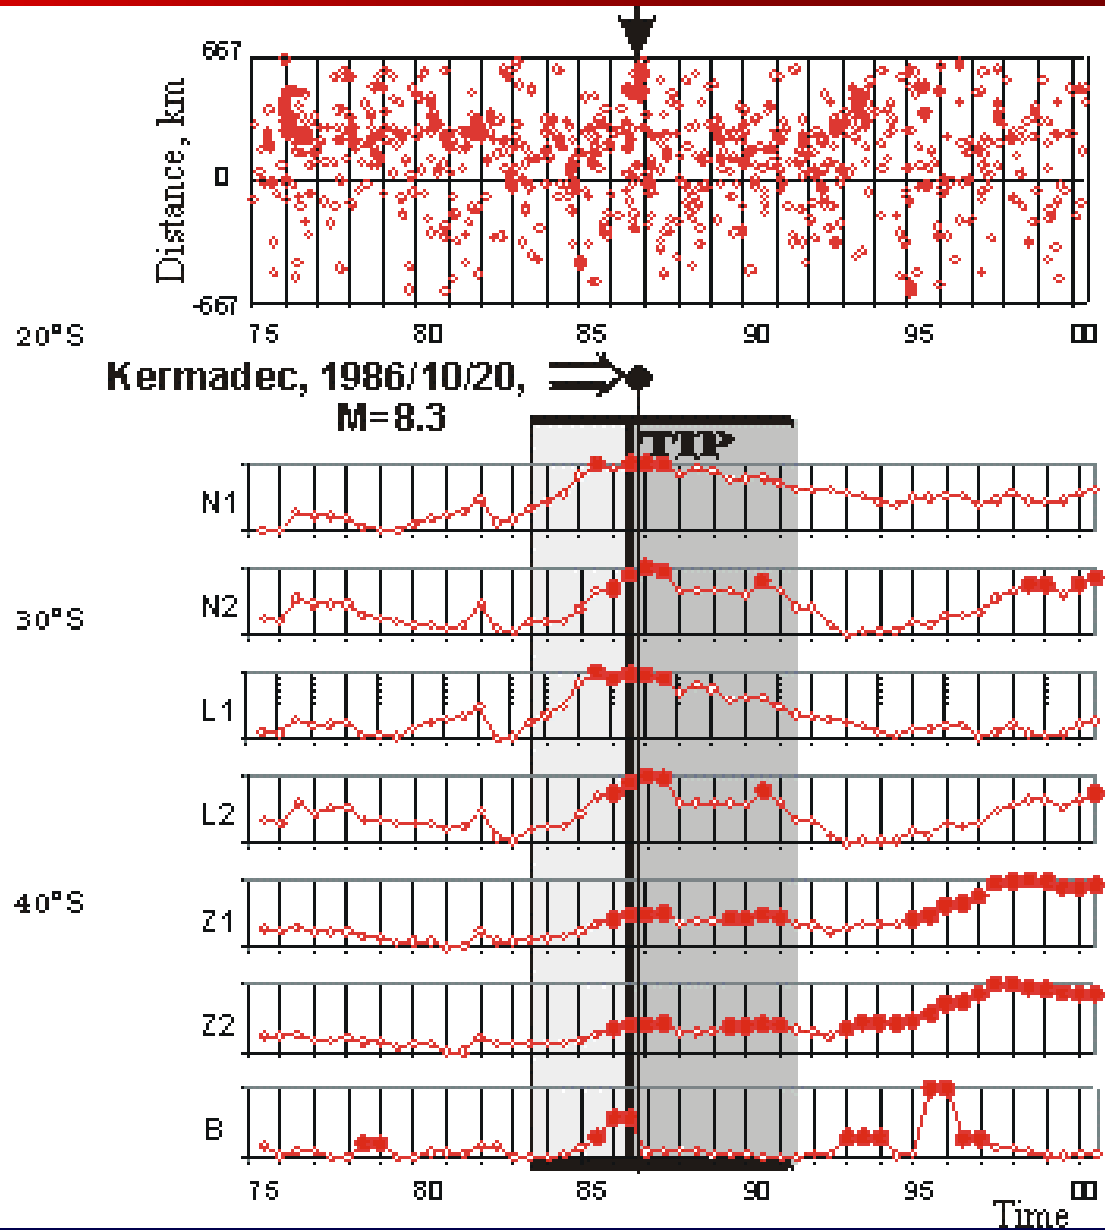 667
Distance, km
0
-667
75 80 85 90 95 00
20°S
Kermadec, 1986/10/20,
M=8.3
TIP
N1
N2
30°S
L1
L2
40°S
Z1
Z2
B
75 80 85 90 95 00
Time